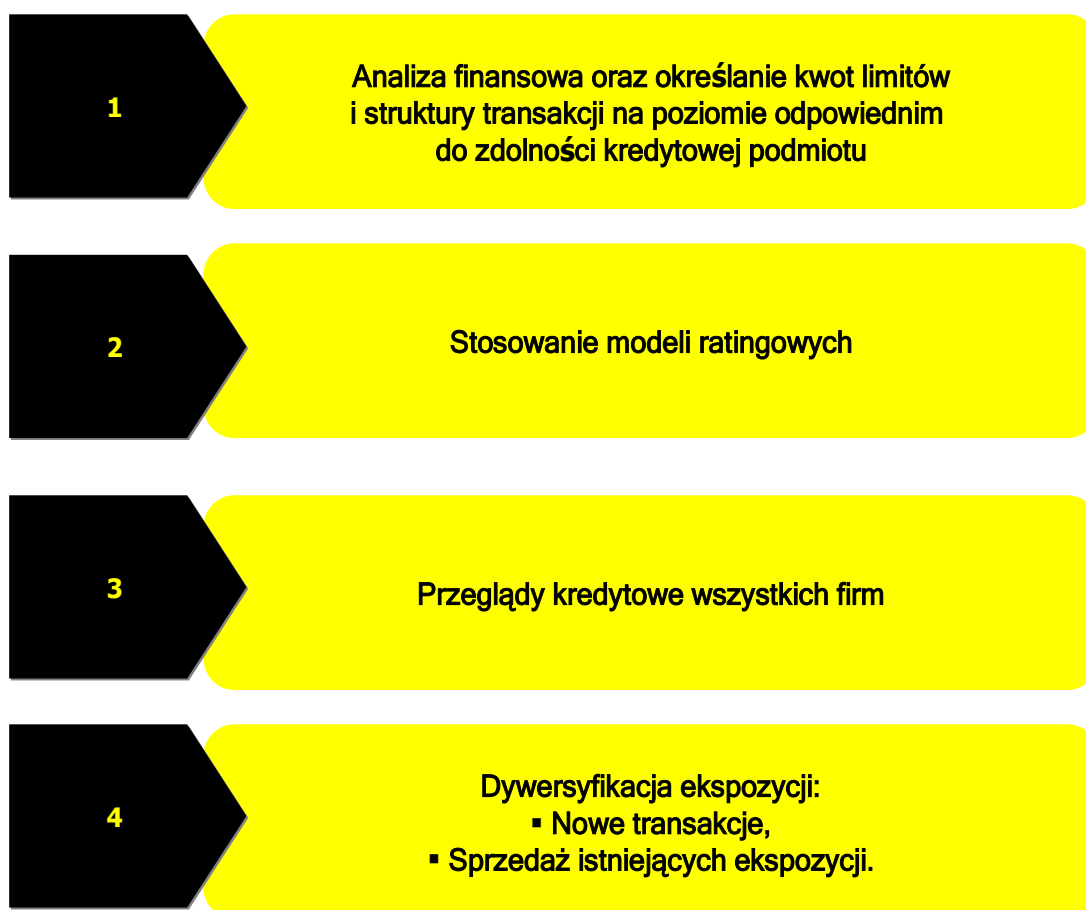 1
Analiza finansowa oraz określanie kwot limitów
i struktury transakcji na poziomie odpowiednim
do zdolności kredytowej podmiotu
2
Stosowanie modeli ratingowych
3
Przeglądy kredytowe wszystkich firm
4
Dywersyfikacja ekspozycji:
▪ Nowe transakcje,
▪ Sprzedaż istniejących ekspozycji.